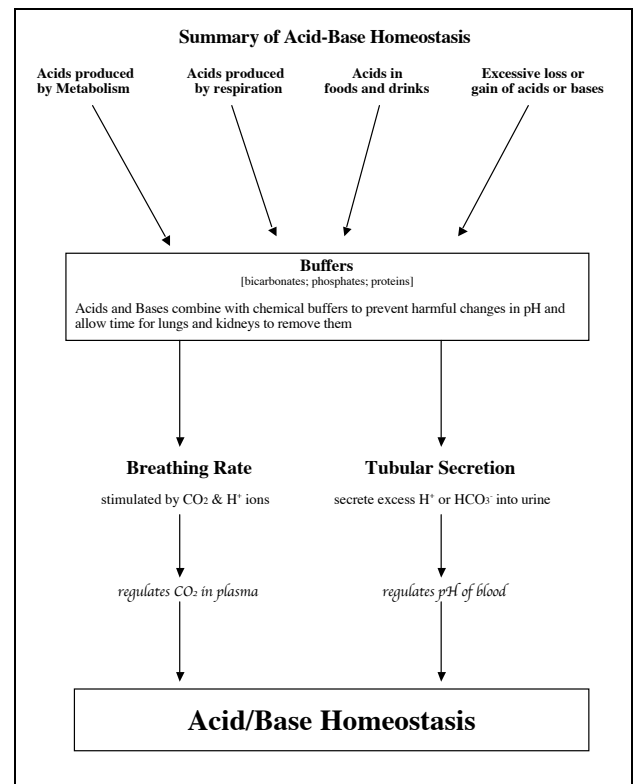 Summary of Acid-Base Homeostasis
Acids produced
by Metabolism
Acids produced
by respiration
Acids in
foods and drinks
Excessive loss or
gain of acids or bases
Buffers
[bicarbonates; phosphates; proteins]
Acids and Bases combine with chemical buffers to prevent harmful changes in pH and
allow time for lungs and kidneys to remove them
Breathing Rate
stimulated by CO₂ & H⁺ ions
regulates CO₂ in plasma
Tubular Secretion
secrete excess H⁺ or HCO₃⁻ into urine
regulates pH of blood
Acid/Base Homeostasis